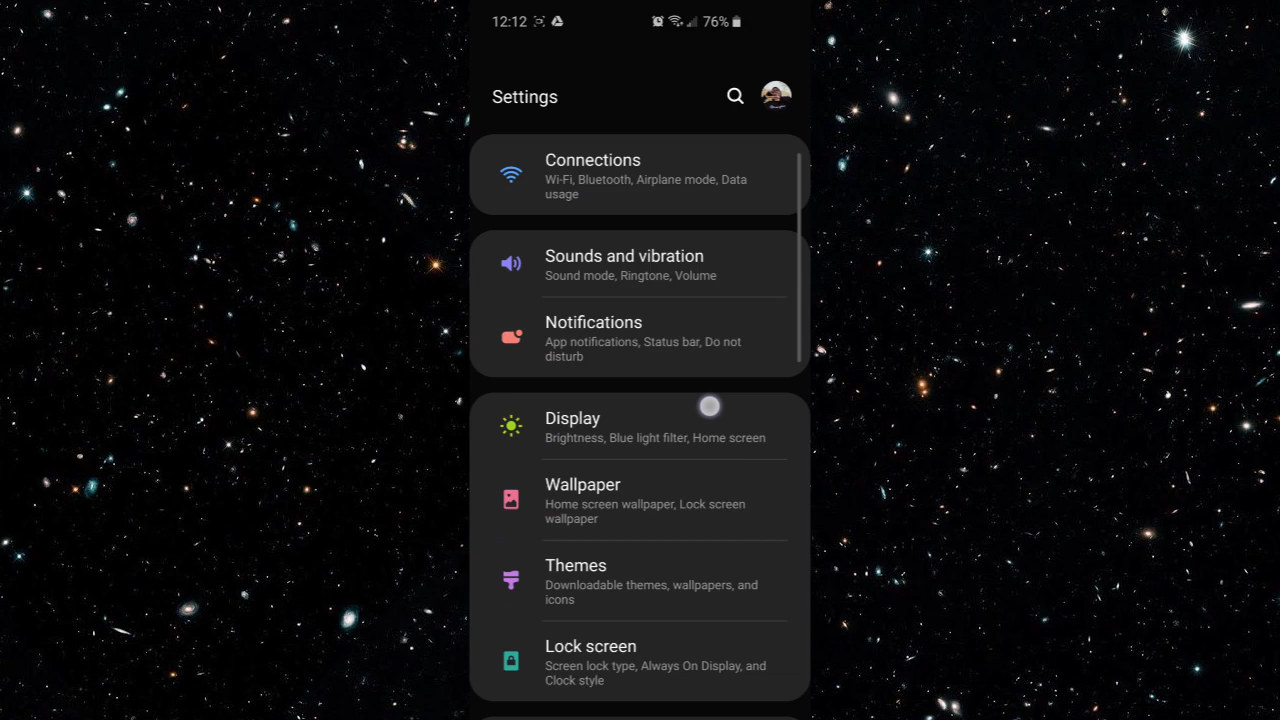 12:12 76%
Settings
Connections
Wi-Fi, Bluetooth, Airplane mode, Data
usage
Sounds and vibration
Sound mode, Ringtone, Volume
Notifications
App notifications, Status bar, Do not
disturb
Display
Brightness, Blue light filter, Home screen
Wallpaper
Home screen wallpaper, Lock screen
wallpaper
Themes
Downloadable themes, wallpapers, and
icons
Lock screen
Screen lock type, Always On Display, and
Clock style